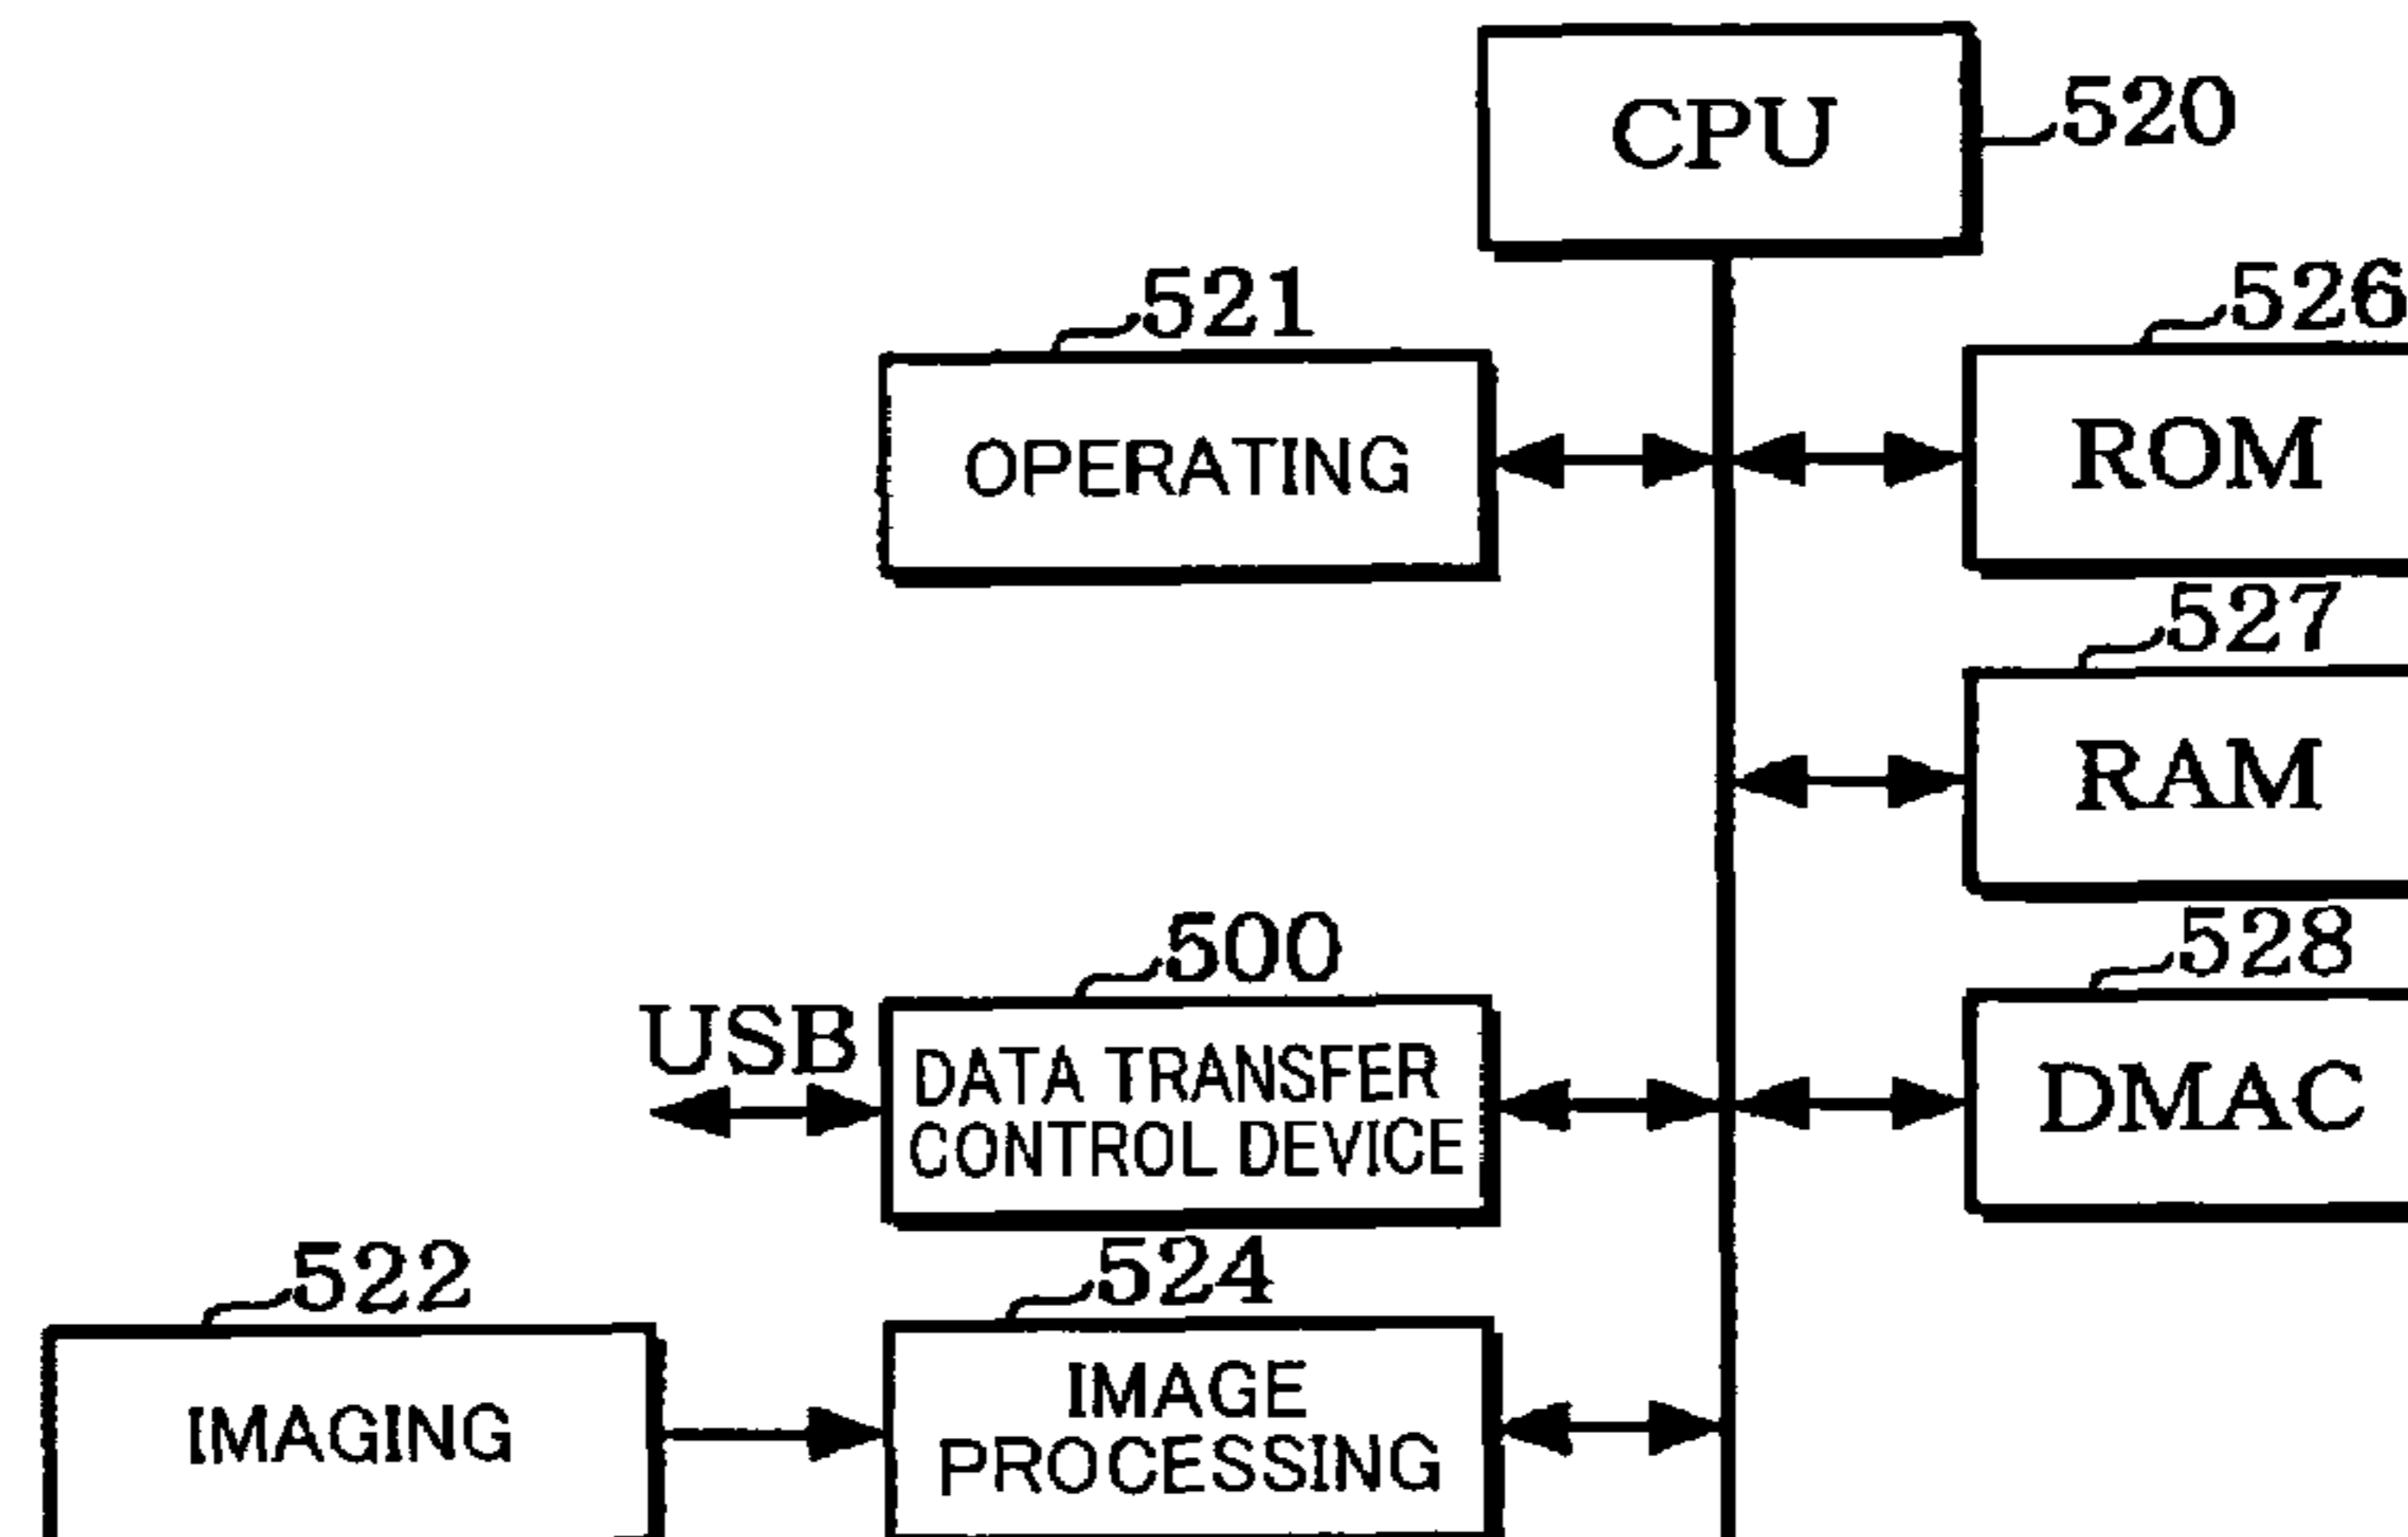 CPU
520
521
526
OPERATING
ROM
527
RAM
500
528
USB
DATA TRANSFER
CONTROL DEVICE
DMAC
522
524
IMAGING
IMAGE
PROCESSING